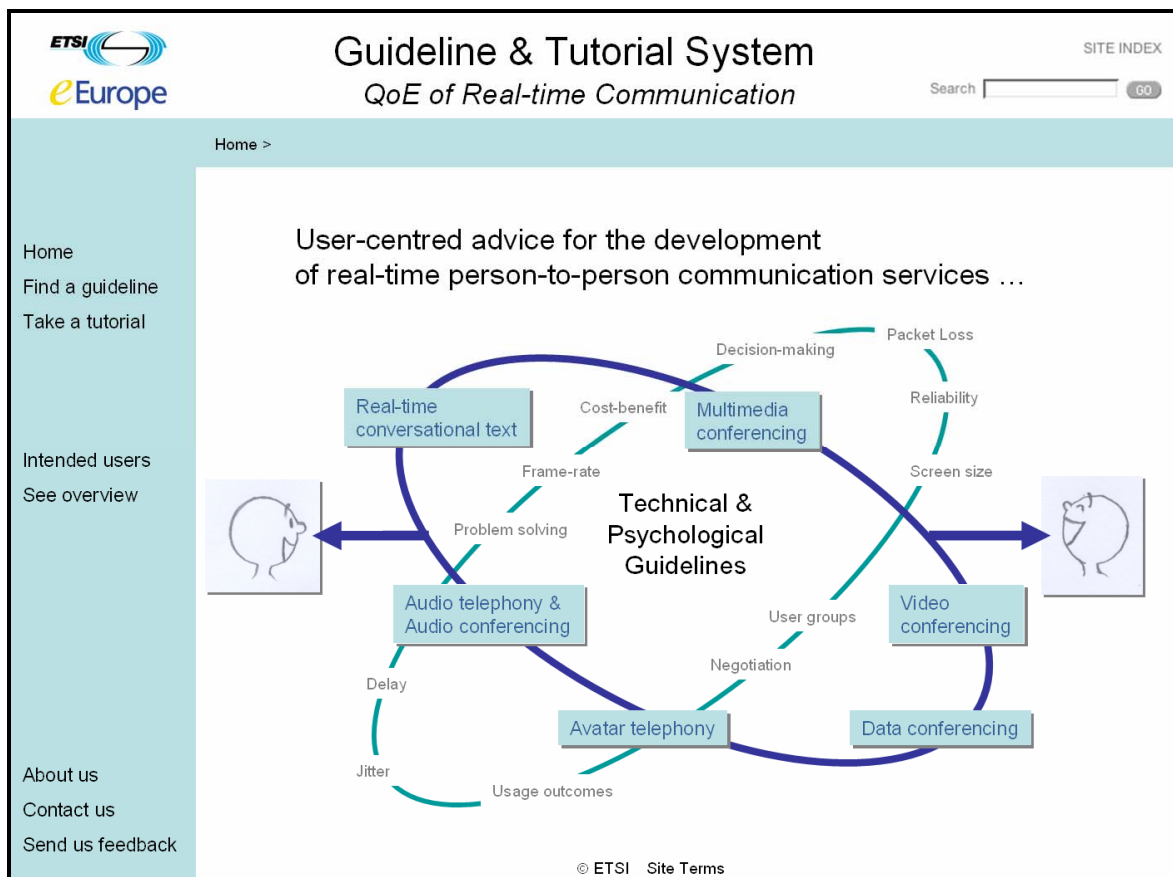 ETSI
eEurope
Guideline & Tutorial System
QoE of Real-time Communication
SITE INDEX
Search
GO
Home >
Home
Find a guideline
Take a tutorial
Intended users
See overview
About us
Contact us
Send us feedback
User-centred advice for the development
of real-time person-to-person communication services …
Packet Loss
Decision-making
Reliability
Cost-benefit
Real-time
conversational text
Multimedia
conferencing
Frame-rate
Screen size
Technical &
Psychological
Guidelines
Problem solving
Audio telephony &
Audio conferencing
User groups
Video
conferencing
Negotiation
Delay
Avatar telephony
Data conferencing
Jitter
Usage outcomes
© ETSI Site Terms